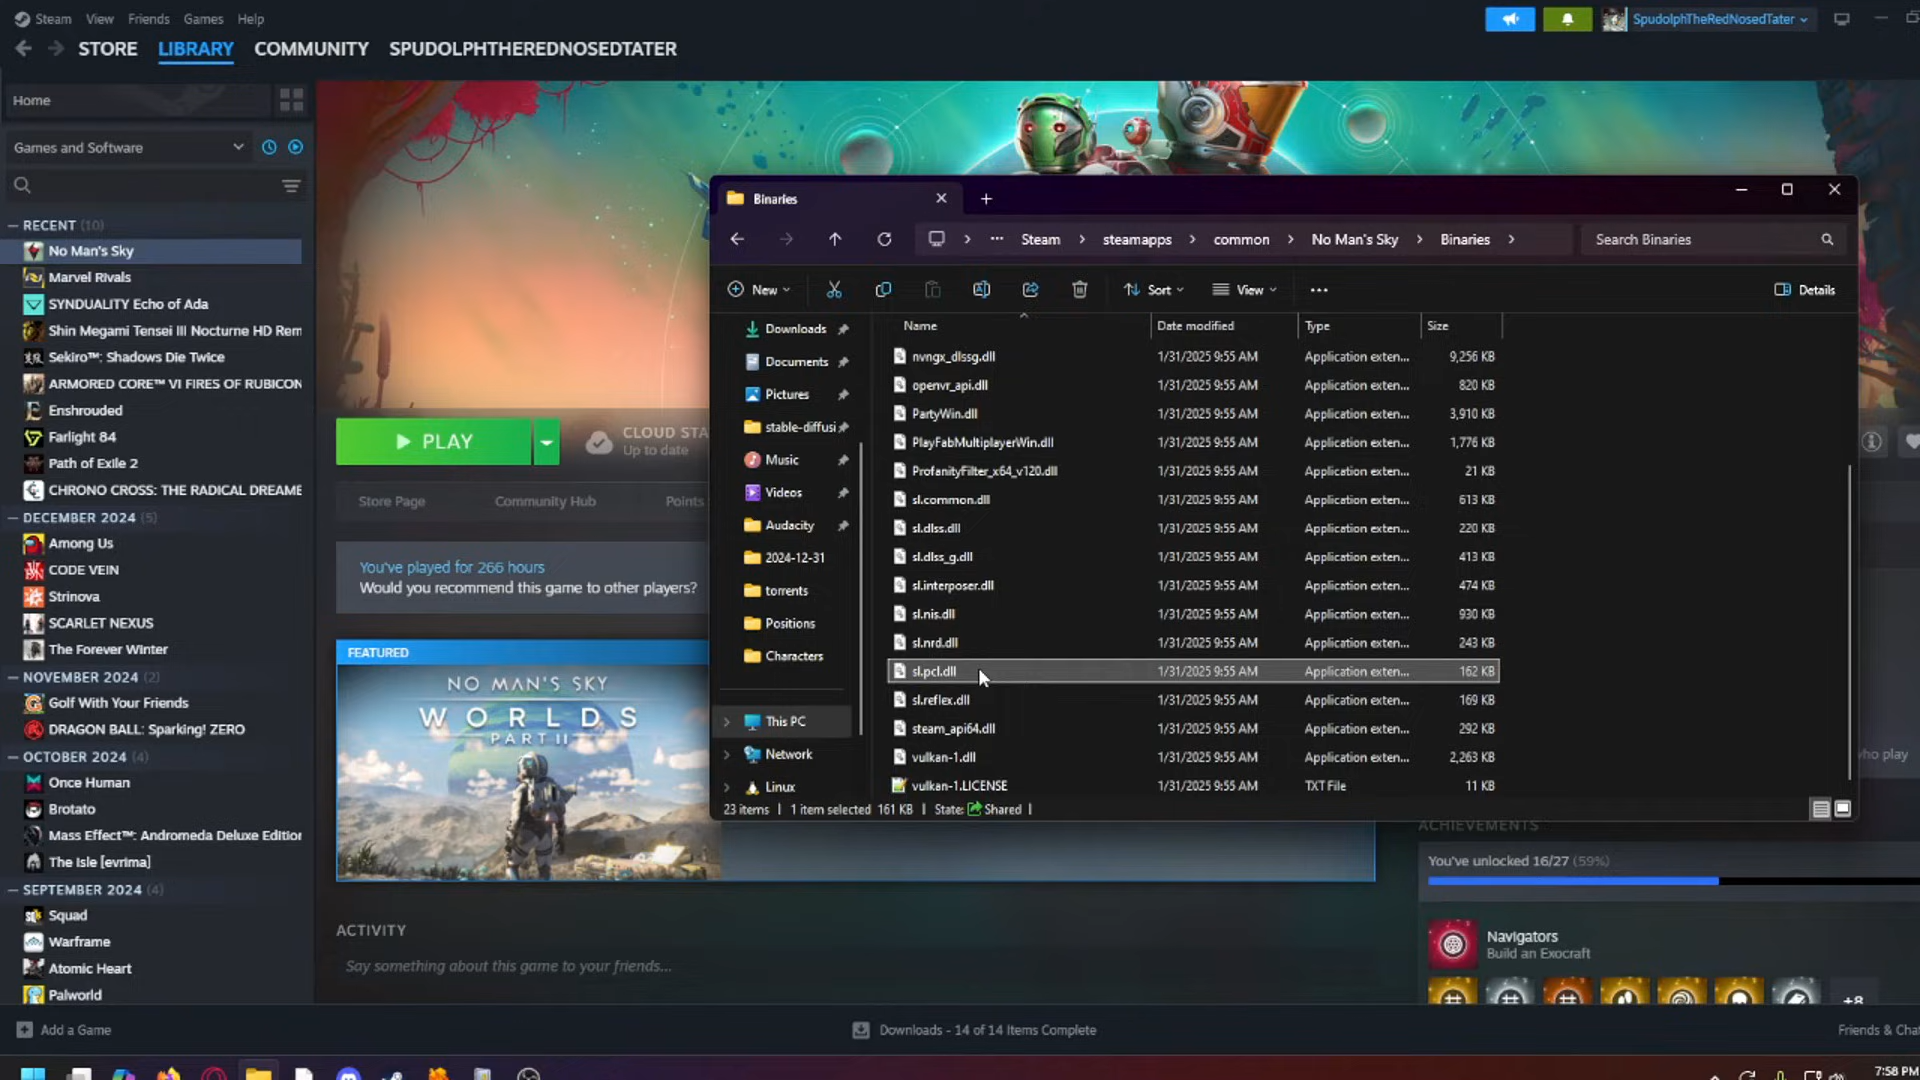 Steam View Friends Games Help
SpudolphTheRedNosedTater
STORE LIBRARY COMMUNITY SPUDOLPHTHEREDNOSEDTATER
Home
Games and Software
RECENT (10)
No Man's Sky
Marvel Rivals
SYNDUALITY Echo of Ada
Shin Megami Tensei III Nocturne HD Rem
Sekiro™: Shadows Die Twice
ARMORED CORE™ VI FIRES OF RUBICON
Enshrouded
Farlight 84
Path of Exile 2
CHRONO CROSS: THE RADICAL DREAME
DECEMBER 2024 (5)
Among Us
CODE VEIN
Strinova
SCARLET NEXUS
The Forever Winter
NOVEMBER 2024 (2)
Golf With Your Friends
DRAGON BALL: Sparking! ZERO
OCTOBER 2024 (4)
Once Human
Brotato
Mass Effect™: Andromeda Deluxe Edition
The Isle [evrima]
SEPTEMBER 2024 (4)
Squad
Warframe
Atomic Heart
Palworld
Add a Game
PLAY
CLOUD STA
Up to date
Store Page Community Hub Points
You've played for 266 hours
Would you recommend this game to other players?
FEATURED
NO MAN'S SKY
WORLDS
PART II
ACTIVITY
Say something about this game to your friends...
Binaries
Steam steamapps common No Man's Sky Binaries
Search Binaries
New Sort View ... Details
Downloads
Documents
Pictures
stable-diffusi
Music
Videos
Audacity
2024-12-31
torrents
Positions
Characters
This PC
Network
Linux
Name Date modified Type Size
nvngx_dlssg.dll 1/31/2025 9:55 AM Application exten... 9,256 KB
openvr_api.dll 1/31/2025 9:55 AM Application exten... 820 KB
PartyWin.dll 1/31/2025 9:55 AM Application exten... 3,910 KB
PlayFabMultiplayerWin.dll 1/31/2025 9:55 AM Application exten... 1,776 KB
ProfanityFilter_x64_v120.dll 1/31/2025 9:55 AM Application exten... 21 KB
sl.common.dll 1/31/2025 9:55 AM Application exten... 613 KB
sl.dlss.dll 1/31/2025 9:55 AM Application exten... 220 KB
sl.dlss_g.dll 1/31/2025 9:55 AM Application exten... 413 KB
sl.interposer.dll 1/31/2025 9:55 AM Application exten... 474 KB
sl.nis.dll 1/31/2025 9:55 AM Application exten... 930 KB
sl.nrd.dll 1/31/2025 9:55 AM Application exten... 243 KB
sl.pcl.dll 1/31/2025 9:55 AM Application exten... 162 KB
sl.reflex.dll 1/31/2025 9:55 AM Application exten... 169 KB
steam_api64.dll 1/31/2025 9:55 AM Application exten... 292 KB
vulkan-1.dll 1/31/2025 9:55 AM Application exten... 2,263 KB
vulkan-1.LICENSE 1/31/2025 9:55 AM TXT File 11 KB
23 items 1 item selected 161 KB State: Shared
who play
ACHIEVEMENTS
You've unlocked 16/27 (59%)
Navigators
Build an Exocraft
+8
Downloads - 14 of 14 Items Complete
Friends & Chat
7:58 PM